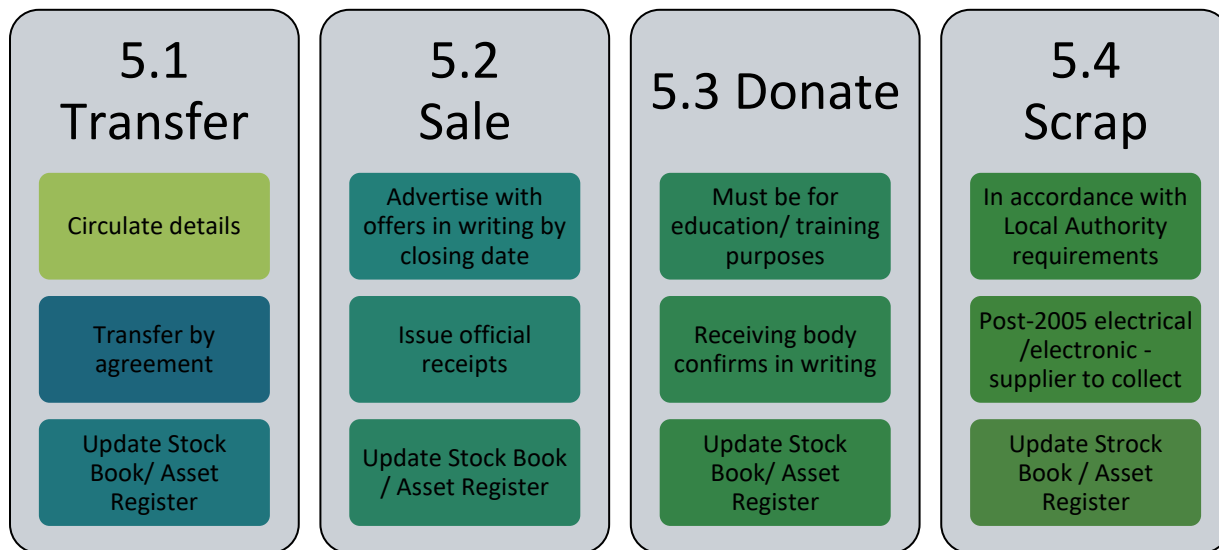 5.1
Transfer
Circulate details
Transfer by
agreement
Update Stock
Book/ Asset
Register
5.2
Sale
Advertise with
offers in writing by
closing date
Issue official
receipts
Update Stock Book
/ Asset Register
5.3 Donate
Must be for
education/ training
purposes
Receiving body
confirms in writing
Update Stock
Book/ Asset
Register
5.4
Scrap
In accordance with
Local Authority
requirements
Post-2005 electrical
/electronic -
supplier to collect
Update Strock
Book / Asset
Register